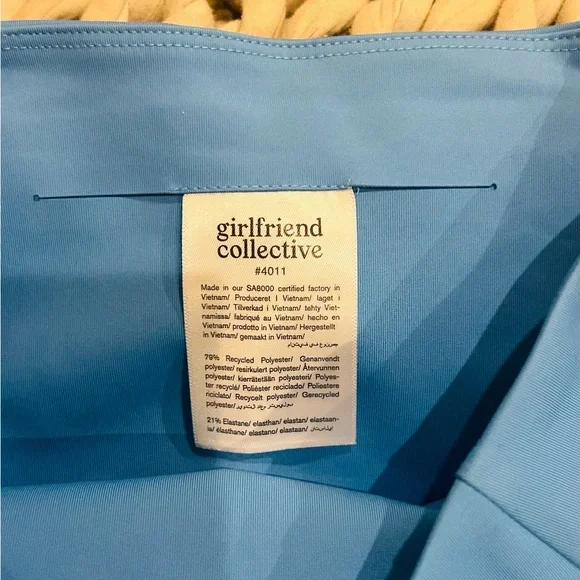 girlfriend
collective
#4011
Made in our SA8000 certified factory in
Vietnam/ Produceret I Vietnam/ laget i
Vietnam/ Tillverkad i Vietnam/ tehty Viet-
namissa/ fabriqué au Vietnam/ hecho en
Vietnam/ prodotto in Vietnam/ Hergestellt
in Vietnam/ gemaakt in Vietnam/
79% Recycled Polyester/ Genanvendt
polyester/ resirkulert polyester/ Återvunnen
polyester/ kierrätetään polyesteri/ Polyes-
ter recyclé/ Poliéster reciclado/ Poliestere
riciclato/ Recycelt polyester/ Gerecycled
polyester/
21% Elastane/ elasthan/ elastan/ elastaan-
ia/ élasthane/ elastano/ elastaan/